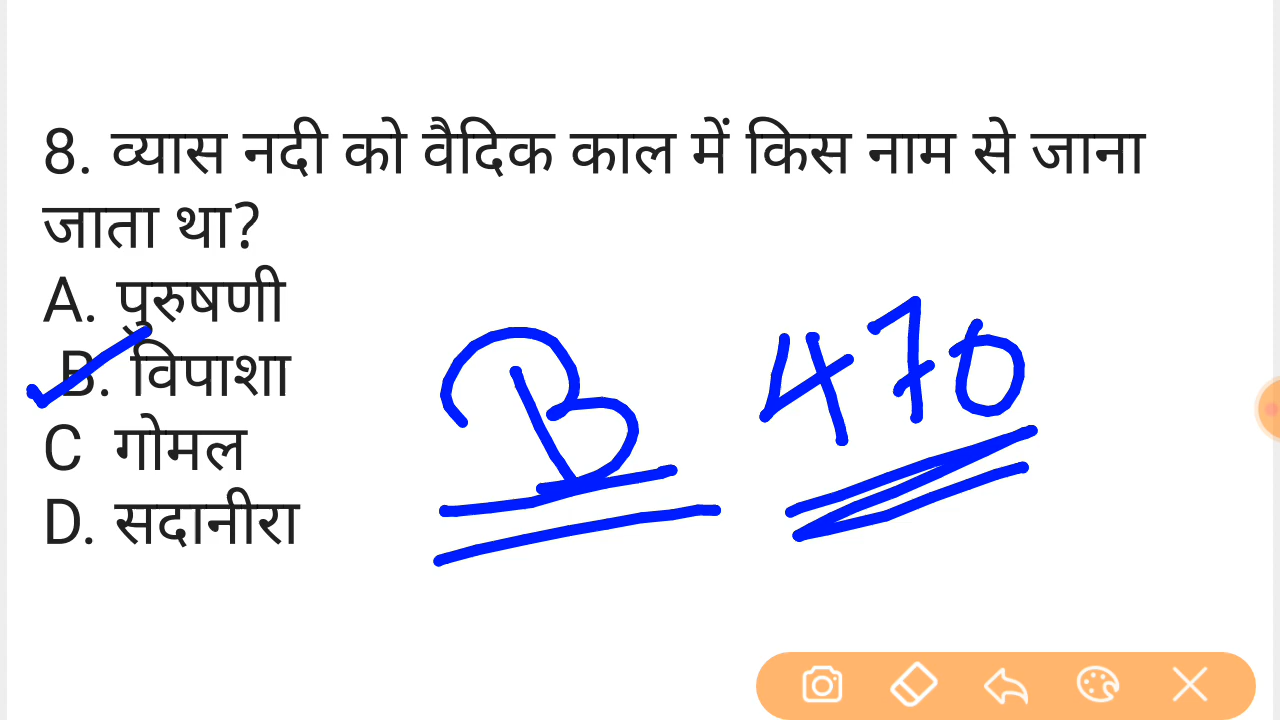 8. व्यास नदी को वैदिक काल में किस नाम से जाना
जाता था?
A. पुरुषणी
B. विपाशा
C गोमल
D. सदानीरा
B 470